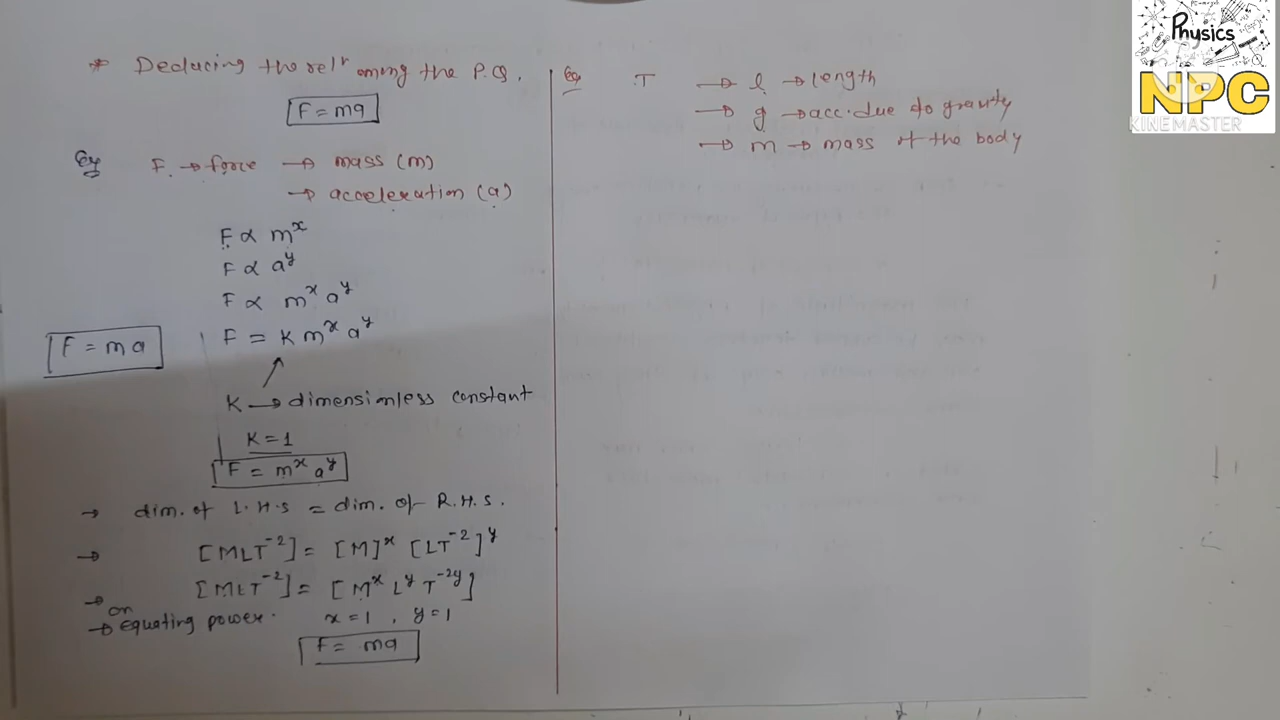 * Deducing the relⁿ among the P.Q.
F = ma
Eg
F. → force → mass (m)
→ acceleration (a)
F ∝ m^x
F ∝ a^y
F ∝ m^x a^y
F = K m^x a^y
F = ma
K → dimensionless constant
K = 1
F = m^x a^y
→ dim. of L.H.S = dim. of R.H.S.
→ [MLT^-2] = [M]^x [LT^-2]^y
→ [MLT^-2] = [M^x L^y T^-2y]
→ on equating power. x = 1, y = 1
F = ma
Eg T → l → length
→ g → acc. due to gravity
→ m → mass of the body
Physics
NPC
KINEMASTER